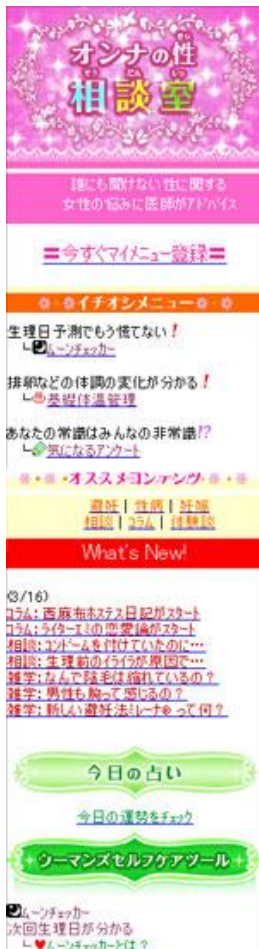 オンナの性
せい
相談室
そう だん しつ
誰にも聞けない性に関する
女性の悩みに医師がアドバイス
=今すぐマイメニュー登録=
イチオシメニュー
生理日予測でもう慌てない!
ムーンチェッカー
排卵などの体調の変化が分かる!
基礎体温管理
あなたの常識はみんなの非常識!?
気になるアンケート
オススメコンテンツ
避妊 | 性病 | 妊娠
相談 | コラム | 体験談
What's New!
(3/16)
コラム:西麻布ホステス日記がスタート
コラム:ライターエミの恋愛論がスタート
相談:コンドームを付けていたのに…
相談:生理前のイライラが原因で…
雑学:なんで陰毛は縮れているの?
雑学:男性も胸って感じるの?
雑学:新しい避妊法ミレーナ®って何?
今日の占い
今日の運勢をチェック
ウーマンズセルフケアツール
ムーンチェッカー
次回生理日が分かる
ムーンチェッカーとは?